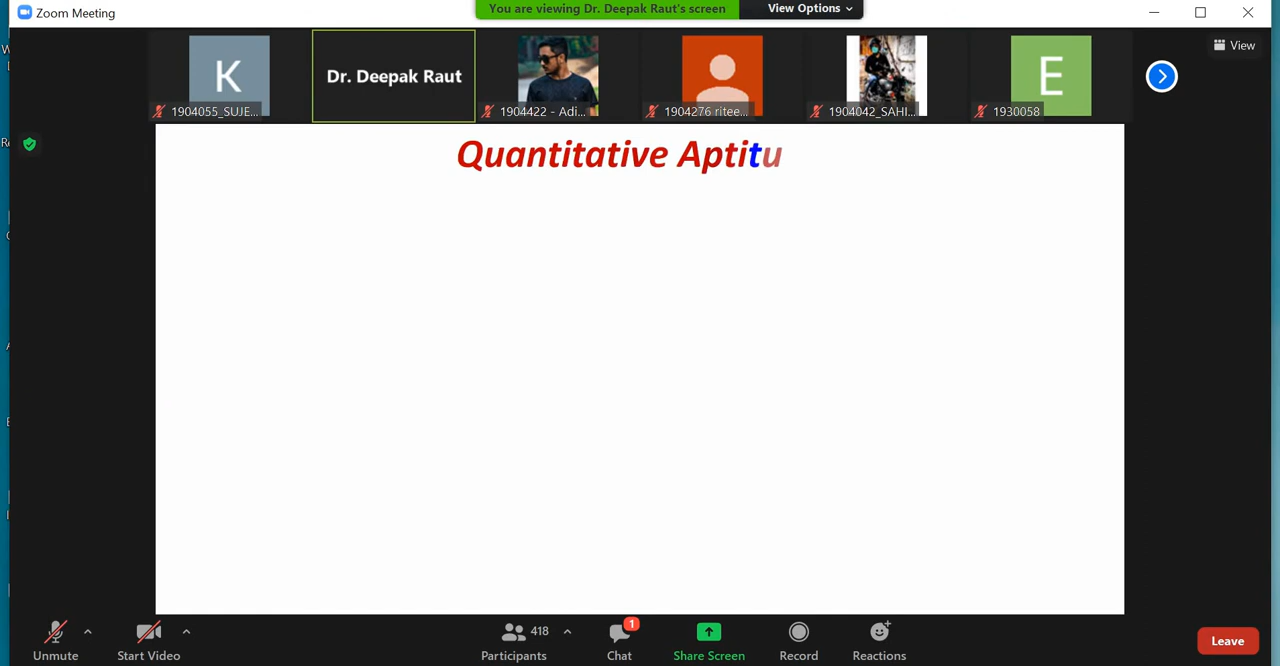 Zoom Meeting
You are viewing Dr. Deepak Raut's screen
View Options
View
K
Dr. Deepak Raut
E
1904055_SUJE...
1904422 - Adi...
1904276 ritee...
1904042_SAHI...
1930058
Quantitative Aptitu
418
1
Unmute
Start Video
Participants
Chat
Share Screen
Record
Reactions
Leave